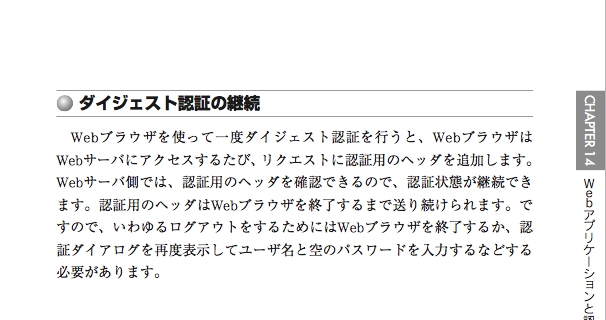 ダイジェスト認証の継続
Webブラウザを使って一度ダイジェスト認証を行うと、Webブラウザは
Webサーバにアクセスするたび、リクエストに認証用のヘッダを追加します。
Webサーバ側では、認証用のヘッダを確認できるので、認証状態が継続でき
ます。認証用のヘッダはWebブラウザを終了するまで送り続けられます。で
すので、いわゆるログアウトをするためにはWebブラウザを終了するか、認
証ダイアログを再度表示してユーザ名と空のパスワードを入力するなどする
必要があります。
CHAPTER 14
Webアプリケーションと